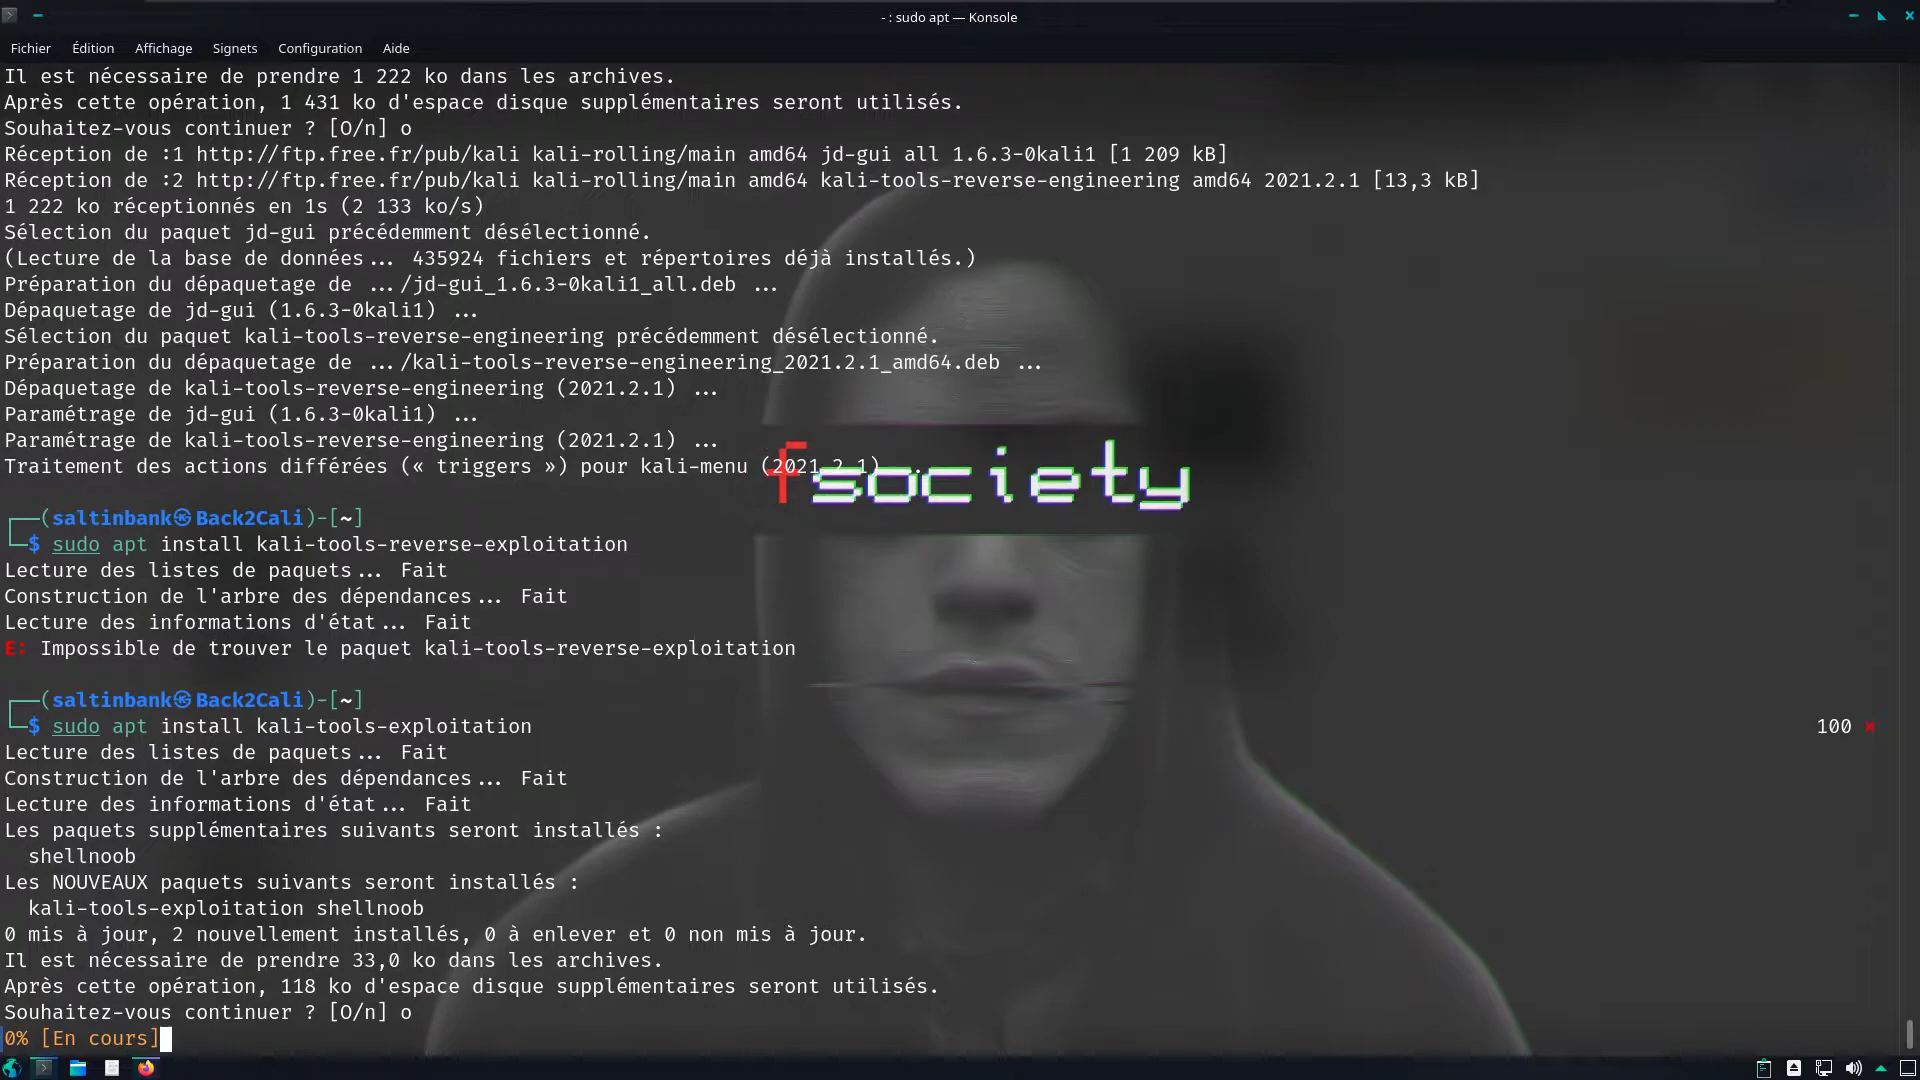 - : sudo apt — Konsole
Fichier Édition Affichage Signets Configuration Aide
Il est nécessaire de prendre 1 222 ko dans les archives.
Après cette opération, 1 431 ko d'espace disque supplémentaires seront utilisés.
Souhaitez-vous continuer ? [O/n] o
Réception de :1 http://ftp.free.fr/pub/kali kali-rolling/main amd64 jd-gui all 1.6.3-0kali1 [1 209 kB]
Réception de :2 http://ftp.free.fr/pub/kali kali-rolling/main amd64 kali-tools-reverse-engineering amd64 2021.2.1 [13,3 kB]
1 222 ko réceptionnés en 1s (2 133 ko/s)
Sélection du paquet jd-gui précédemment désélectionné.
(Lecture de la base de données... 435924 fichiers et répertoires déjà installés.)
Préparation du dépaquetage de .../jd-gui_1.6.3-0kali1_all.deb ...
Dépaquetage de jd-gui (1.6.3-0kali1) ...
Sélection du paquet kali-tools-reverse-engineering précédemment désélectionné.
Préparation du dépaquetage de .../kali-tools-reverse-engineering_2021.2.1_amd64.deb ...
Dépaquetage de kali-tools-reverse-engineering (2021.2.1) ...
Paramétrage de jd-gui (1.6.3-0kali1) ...
Paramétrage de kali-tools-reverse-engineering (2021.2.1) ...
Traitement des actions différées (« triggers ») pour kali-menu (2021.2.1) ...
fsociety
┌──(saltinbank㉿Back2Cali)-[~]
└─$ sudo apt install kali-tools-reverse-exploitation
Lecture des listes de paquets... Fait
Construction de l'arbre des dépendances... Fait
Lecture des informations d'état... Fait
E: Impossible de trouver le paquet kali-tools-reverse-exploitation
┌──(saltinbank㉿Back2Cali)-[~]
└─$ sudo apt install kali-tools-exploitation 100 ⨯
Lecture des listes de paquets... Fait
Construction de l'arbre des dépendances... Fait
Lecture des informations d'état... Fait
Les paquets supplémentaires suivants seront installés :
shellnoob
Les NOUVEAUX paquets suivants seront installés :
kali-tools-exploitation shellnoob
0 mis à jour, 2 nouvellement installés, 0 à enlever et 0 non mis à jour.
Il est nécessaire de prendre 33,0 ko dans les archives.
Après cette opération, 118 ko d'espace disque supplémentaires seront utilisés.
Souhaitez-vous continuer ? [O/n] o
0% [En cours]